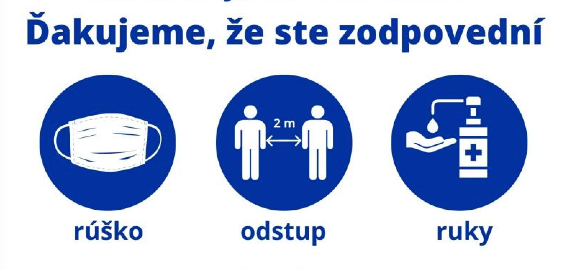 Ďakujeme, že ste zodpovední
2 m
rúško
odstup
ruky